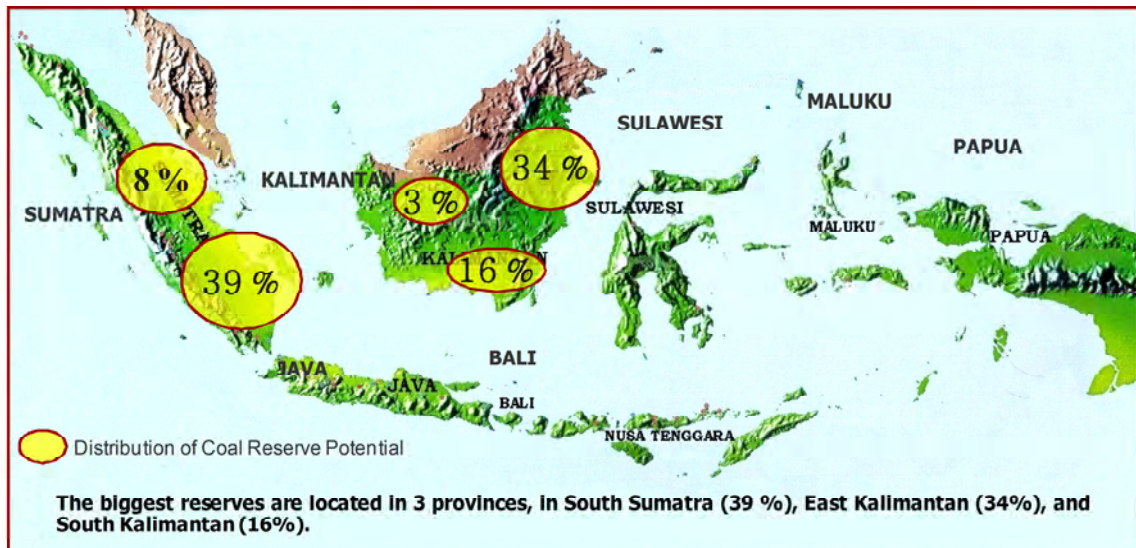 MALUKU
SULAWESI
PAPUA
34 %
8 %
KALIMANTAN
3 %
SUMATRA
SULAWESI
MALUKU
PAPUA
39 %
16 %
BALI
JAVA
JAVA
BALI
NUSA TENGGARA
Distribution of Coal Reserve Potential
The biggest reserves are located in 3 provinces, in South Sumatra (39 %), East Kalimantan (34%), and
South Kalimantan (16%).